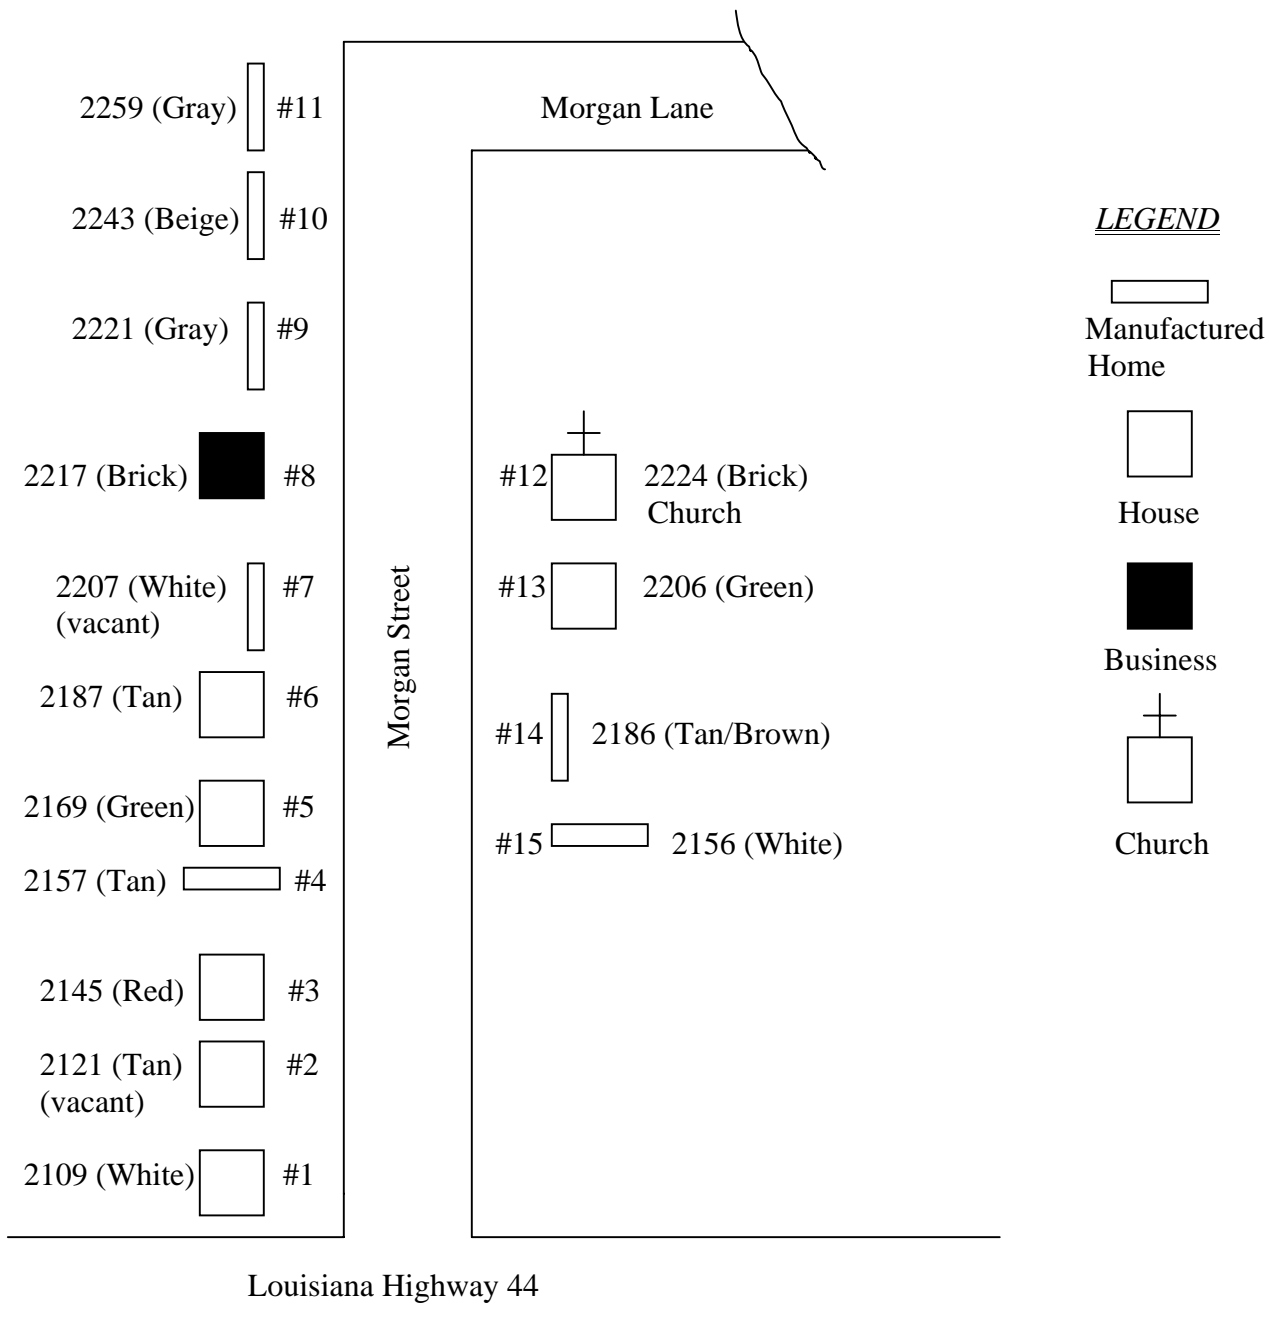 2259 (Gray) #11
Morgan Lane
2243 (Beige) #10
2221 (Gray) #9
2217 (Brick) #8
2207 (White) #7
(vacant)
2187 (Tan) #6
2169 (Green) #5
2157 (Tan) #4
2145 (Red) #3
2121 (Tan) #2
(vacant)
2109 (White) #1
Morgan Street
#12 2224 (Brick)
Church
#13 2206 (Green)
#14 2186 (Tan/Brown)
#15 2156 (White)
Louisiana Highway 44
LEGEND
Manufactured
Home
House
Business
Church